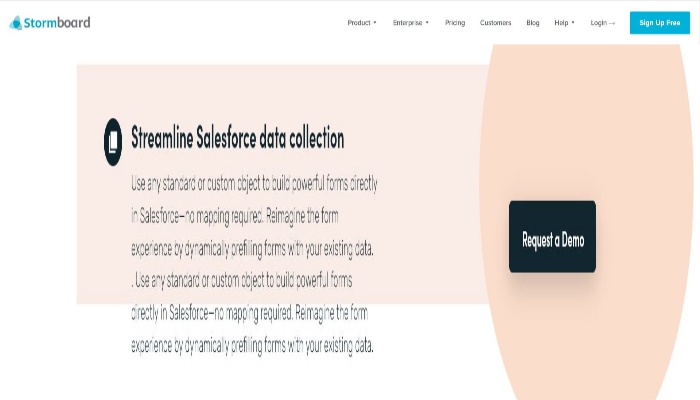 Stormboard
Product
Enterprise
Pricing
Customers
Blog
Help
Login →
Sign Up Free
Streamline Salesforce data collection
Use any standard or custom object to build powerful forms directly
in Salesforce—no mapping required. Reimagine the form
experience by dynamically prefilling forms with your existing data.
. Use any standard or custom object to build powerful forms
directly in Salesforce—no mapping required. Reimagine the form
experience by dynamically prefilling forms with your existing data.
Request a Demo